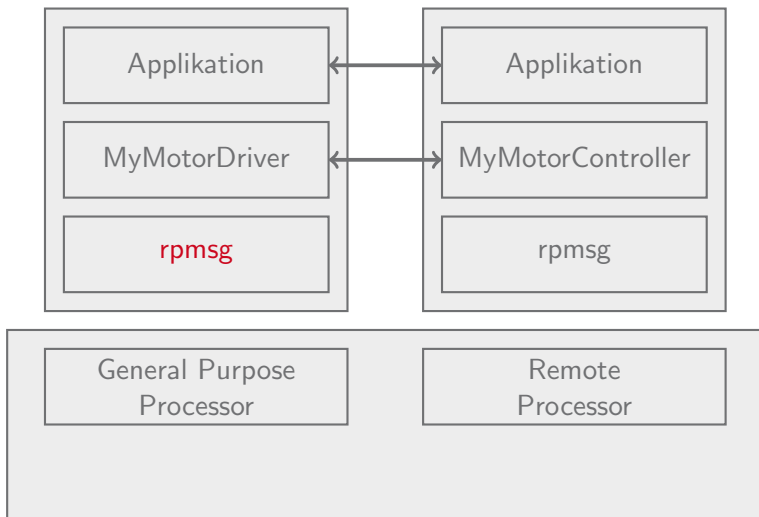 Applikation
Applikation
MyMotorDriver
MyMotorController
rpmsg
rpmsg
General Purpose
Processor
Remote
Processor